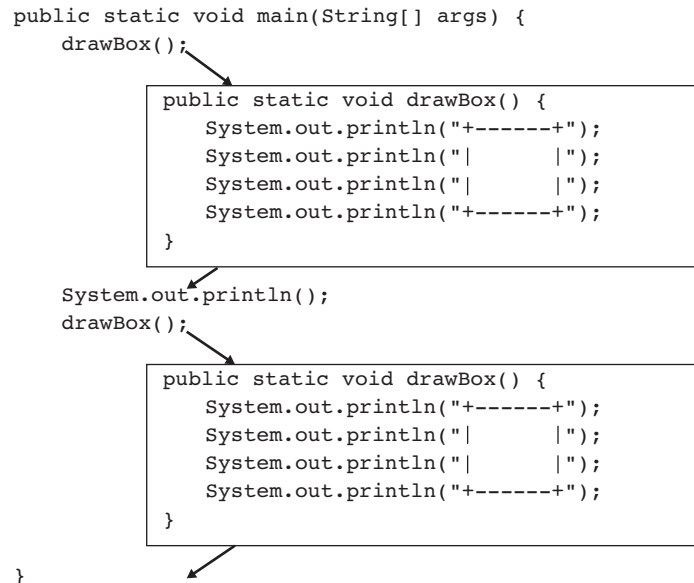 public static void main(String[] args) {
    drawBox();
public static void drawBox() {
    System.out.println("+------+");
    System.out.println("|       |");
    System.out.println("|       |");
    System.out.println("+------+");
}
    System.out.println();
    drawBox();
public static void drawBox() {
    System.out.println("+------+");
    System.out.println("|       |");
    System.out.println("|       |");
    System.out.println("+------+");
}
}